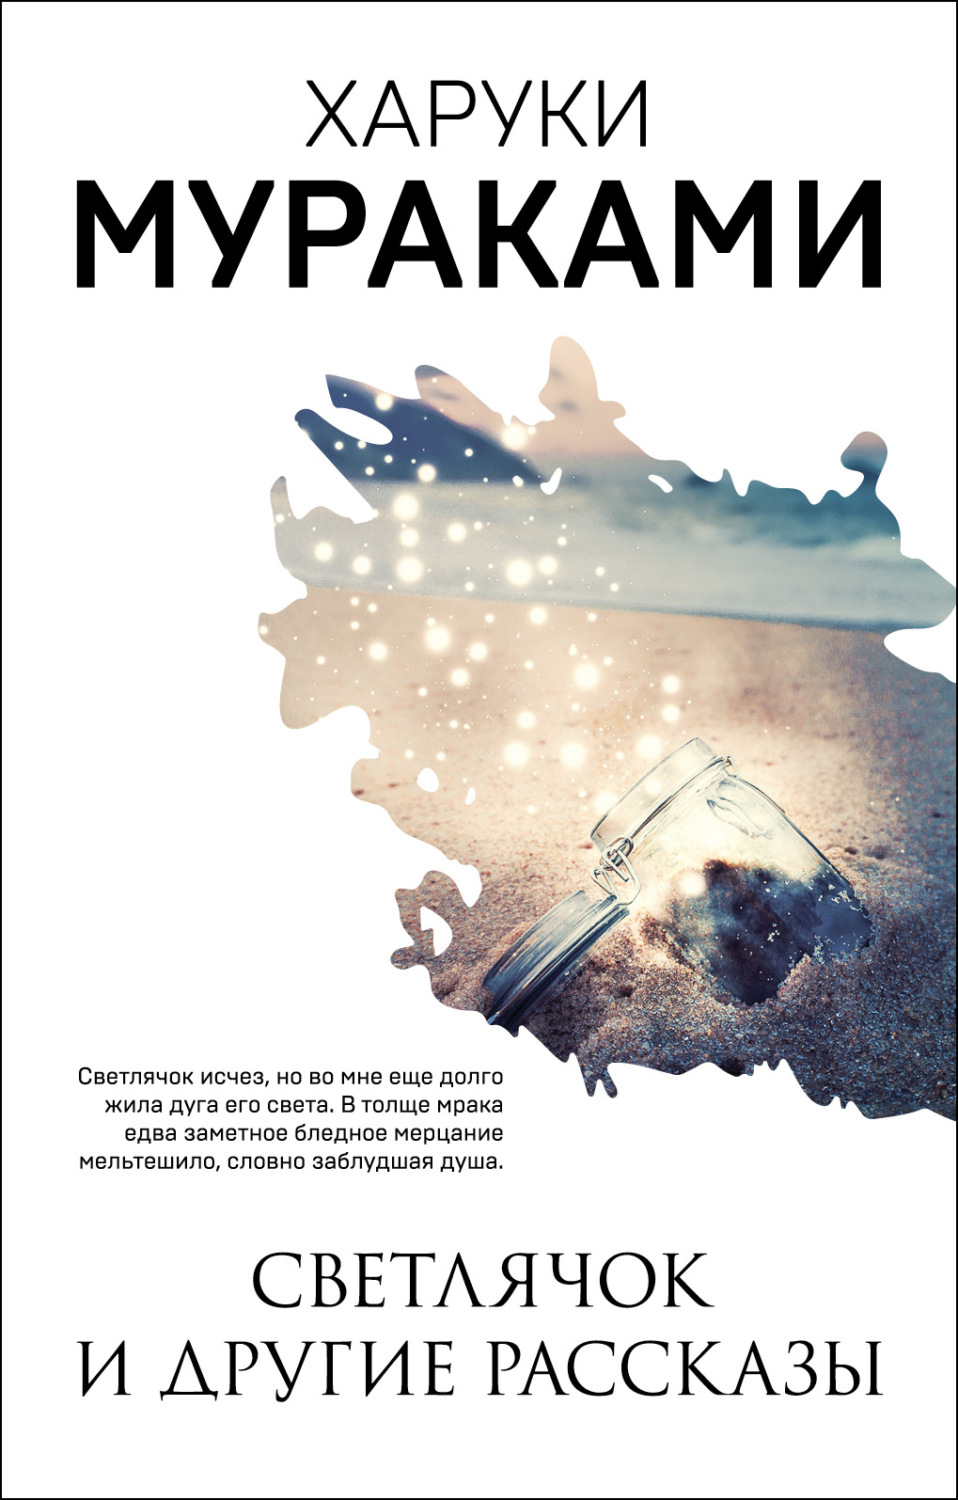 ХАРУКИ
МУРАКАМИ
Светлячок исчез, но во мне еще долго
жила дуга его света. В толще мрака
едва заметное бледное мерцание
мельтешило, словно заблудшая душа.
СВЕТЛЯЧОК
И ДРУГИЕ РАССКАЗЫ